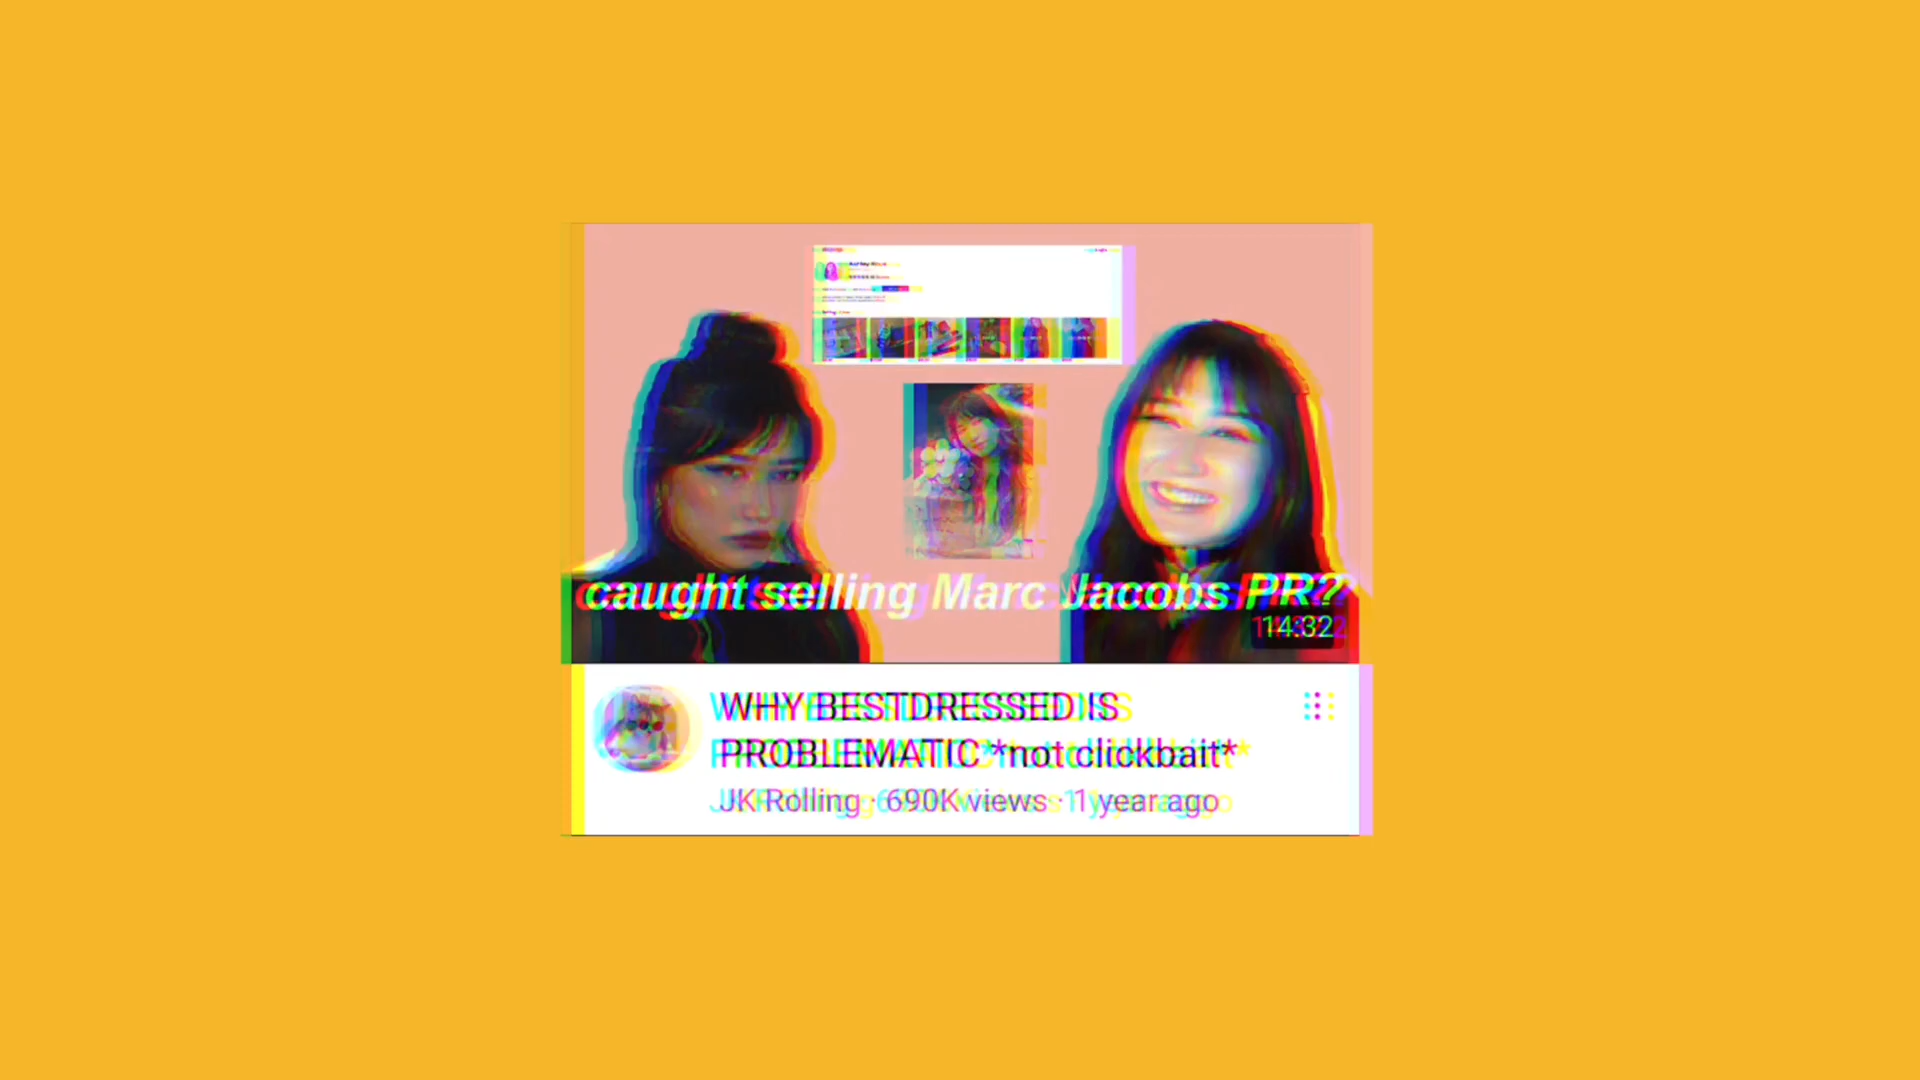 caught selling Marc Jacobs PR?
14:32
WHY BESTDRESSED IS
PROBLEMATIC *not clickbait*
JK Rolling · 690K views · 1 year ago